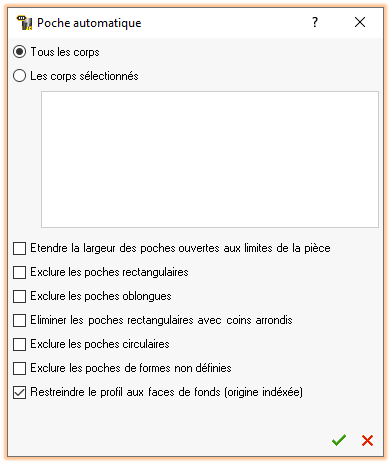 Poche automatique
?
Tous les corps
Les corps sélectionnés
Etendre la largeur des poches ouvertes aux limites de la pièce
Exclure les poches rectangulaires
Exclure les poches oblongues
Eliminer les poches rectangulaires avec coins arrondis
Exclure les poches circulaires
Exclure les poches de formes non définies
Restreindre le profil aux faces de fonds (origine indéxée)